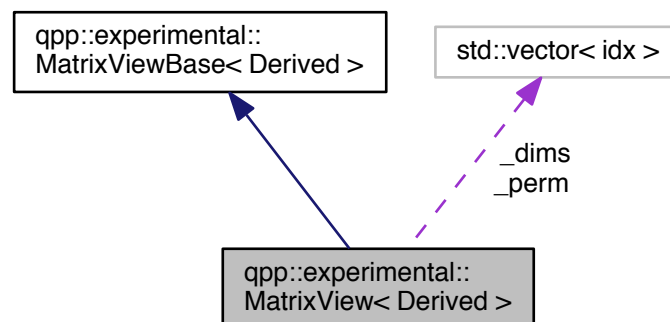 qpp::experimental::
MatrixViewBase< Derived >
std::vector< idx >
_dims
_perm
qpp::experimental::
MatrixView< Derived >